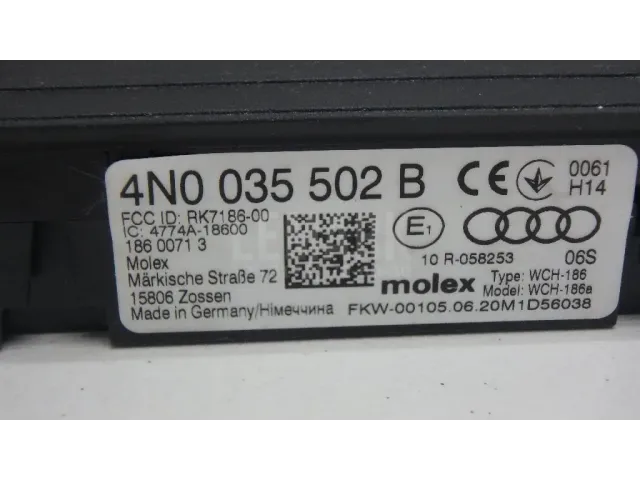 4N0 035 502 B CE 0061
H14
FCC ID: RK7186-00
IC: 4774A-18600
186 0071 3
Molex
Märkische Straße 72
15806 Zossen
Made in Germany/Німеччина
E1
10 R-058253 06S
molex Type: WCH-186
Model: WCH-186a
FKW-00105.06.20M1D56038